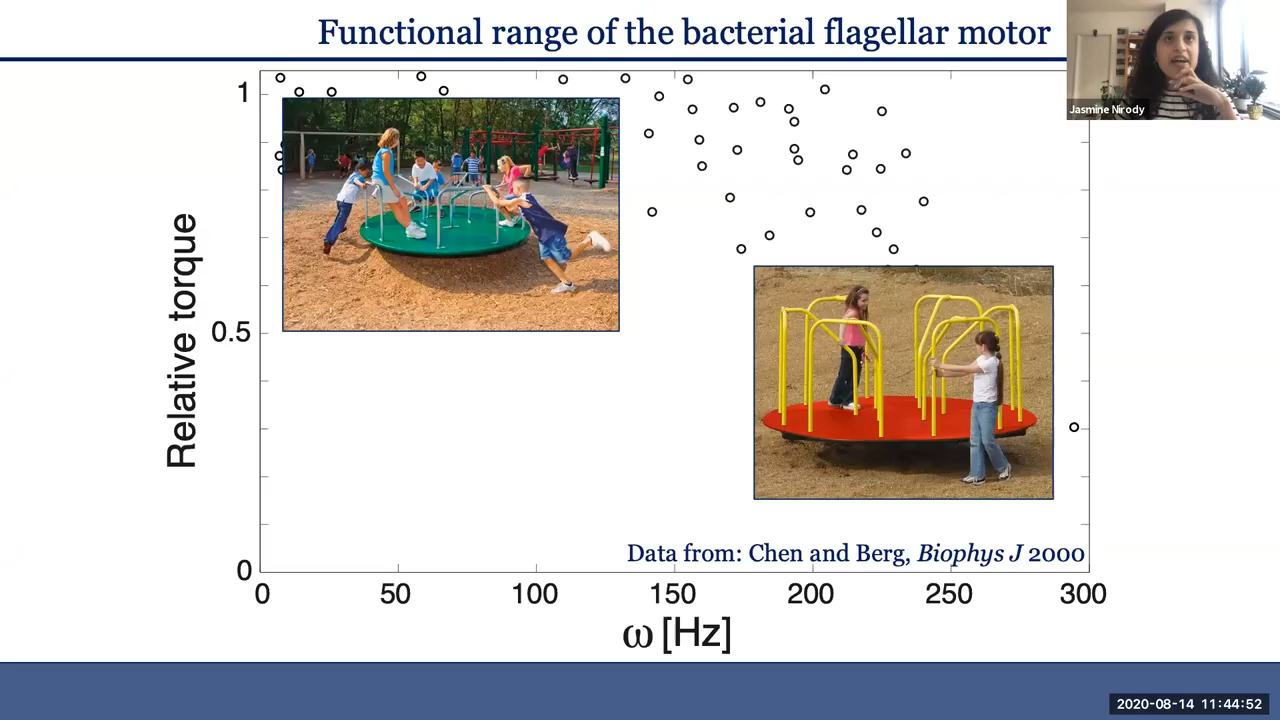 Functional range of the bacterial flagellar motor
Jasmine Nirody
1
0.5
0
Relative torque
Data from: Chen and Berg, Biophys J 2000
0 50 100 150 200 250 300
ω [Hz]
2020-08-14 11:44:52